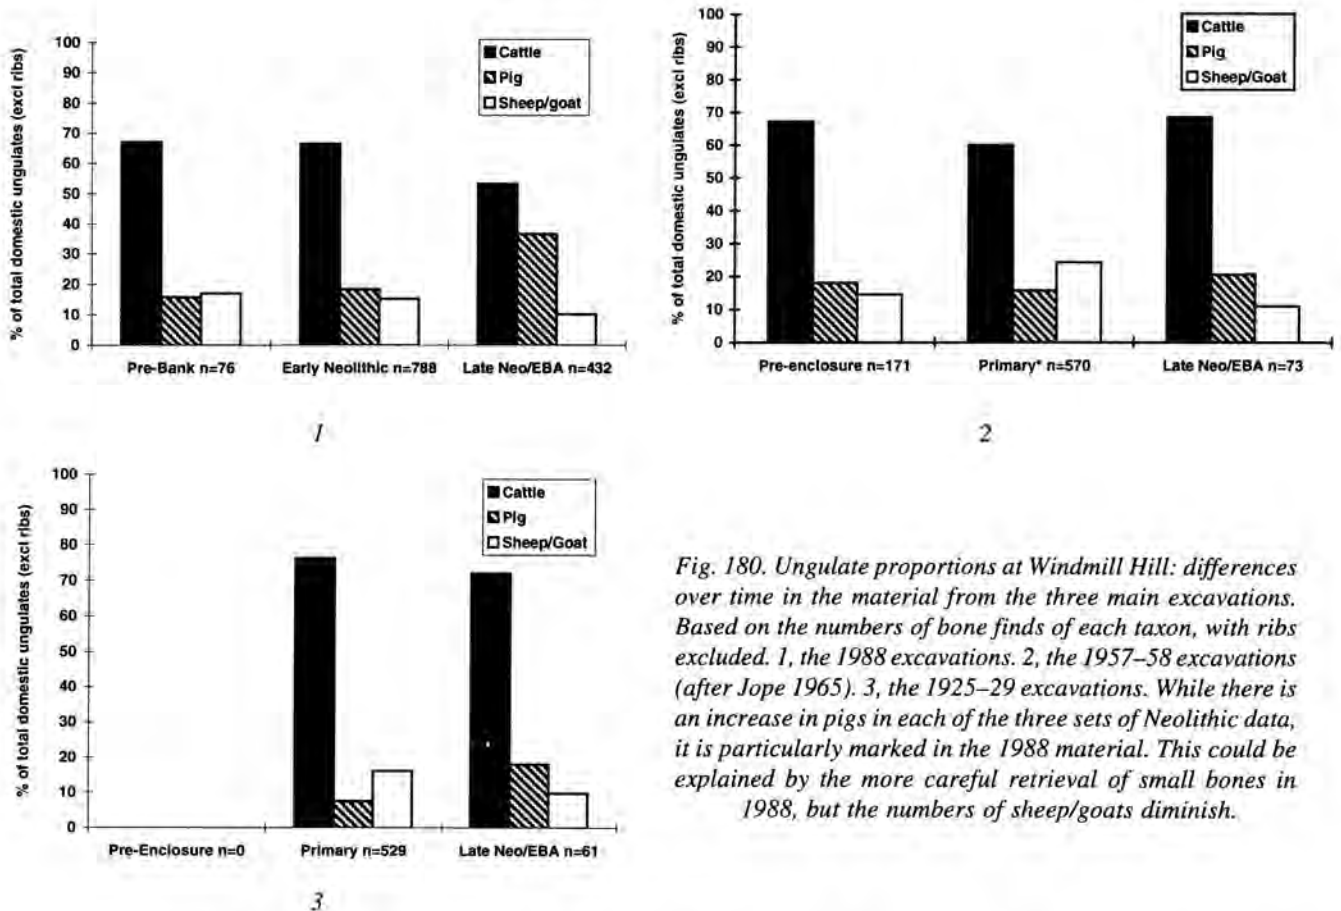 % of total domestic ungulates (excl ribs)
100
90
80
70
60
50
40
30
20
10
0
Cattle
Pig
Sheep/goat
Pre-Bank n=76
Early Neolithic n=788
Late Neo/EBA n=432
1
% of total domestic ungulates (excl ribs)
100
90
80
70
60
50
40
30
20
10
0
Cattle
Pig
Sheep/Goat
Pre-enclosure n=171
Primary* n=570
Late Neo/EBA n=73
2
% of total domestic ungulates (excl ribs)
100
90
80
70
60
50
40
30
20
10
0
Cattle
Pig
Sheep/Goat
Pre-Enclosure n=0
Primary n=529
Late Neo/EBA n=61
3
Fig. 180. Ungulate proportions at Windmill Hill: differences
over time in the material from the three main excavations.
Based on the numbers of bone finds of each taxon, with ribs
excluded. 1, the 1988 excavations. 2, the 1957–58 excavations
(after Jope 1965). 3, the 1925–29 excavations. While there is
an increase in pigs in each of the three sets of Neolithic data,
it is particularly marked in the 1988 material. This could be
explained by the more careful retrieval of small bones in
1988, but the numbers of sheep/goats diminish.